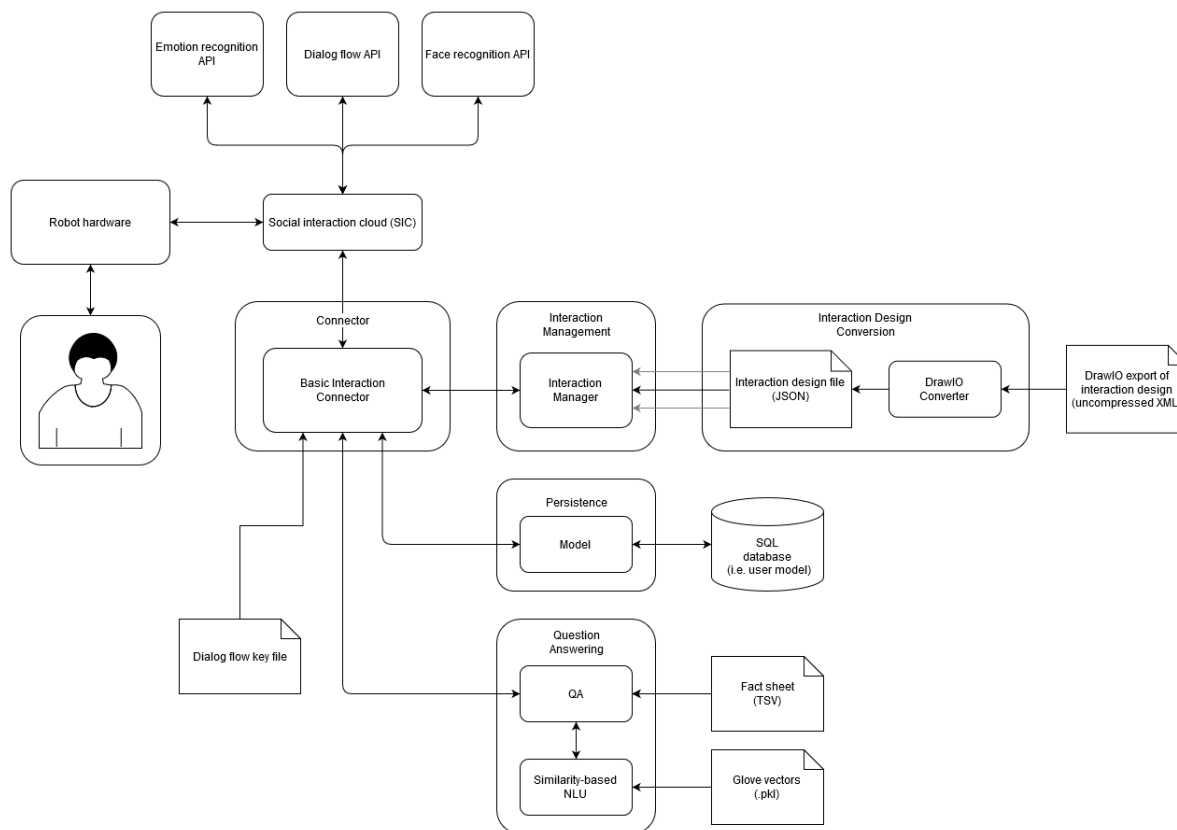 Emotion recognition
API
Dialog flow API
Face recognition API
Robot hardware
Social interaction cloud (SIC)
Connector
Basic Interaction
Connector
Interaction
Management
Interaction
Manager
Interaction Design
Conversion
Interaction design file
(JSON)
DrawIO
Converter
DrawIO export of
interaction design
(uncompressed XML
Persistence
Model
SQL
database
(i.e. user model)
Dialog flow key file
Question
Answering
QA
Fact sheet
(TSV)
Similarity-based
NLU
Glove vectors
(.pkl)